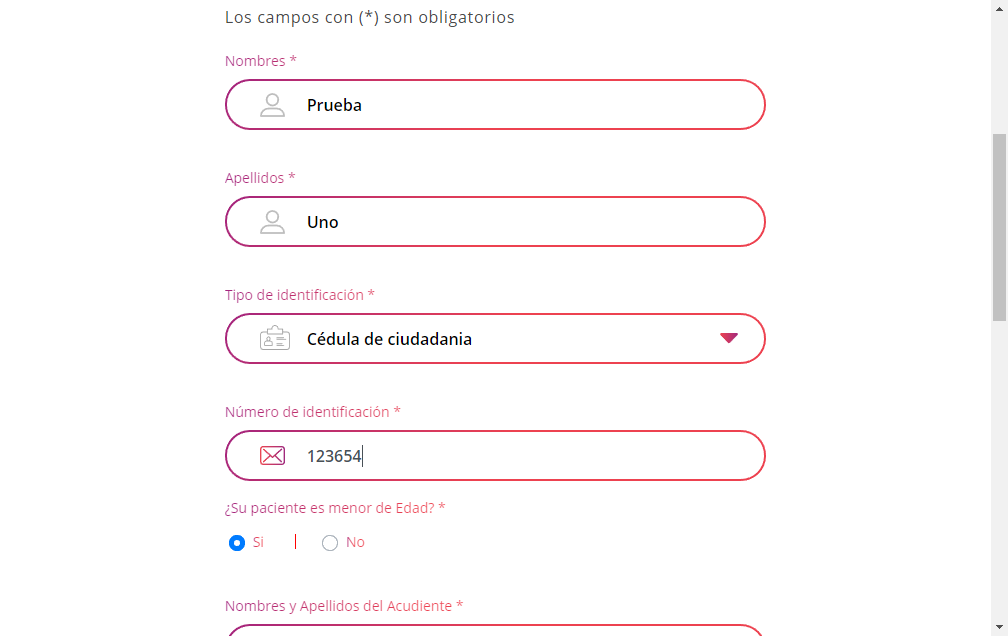 Los campos con (*) son obligatorios
Nombres *
Prueba
Apellidos *
Uno
Tipo de identificación *
Cédula de ciudadania
Número de identificación *
123654
¿Su paciente es menor de Edad? *
Si | No
Nombres y Apellidos del Acudiente *